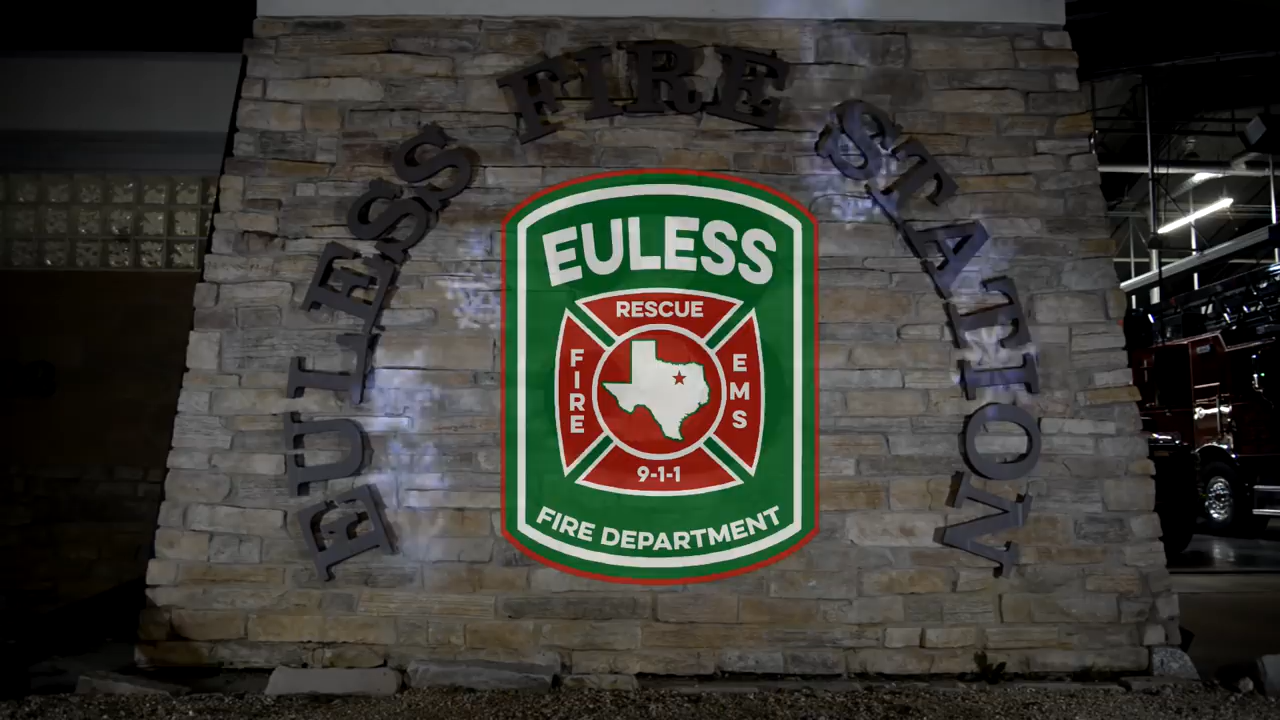 EULESS FIRE STATION
EULESS
RESCUE
FIRE
EMS
9-1-1
FIRE DEPARTMENT